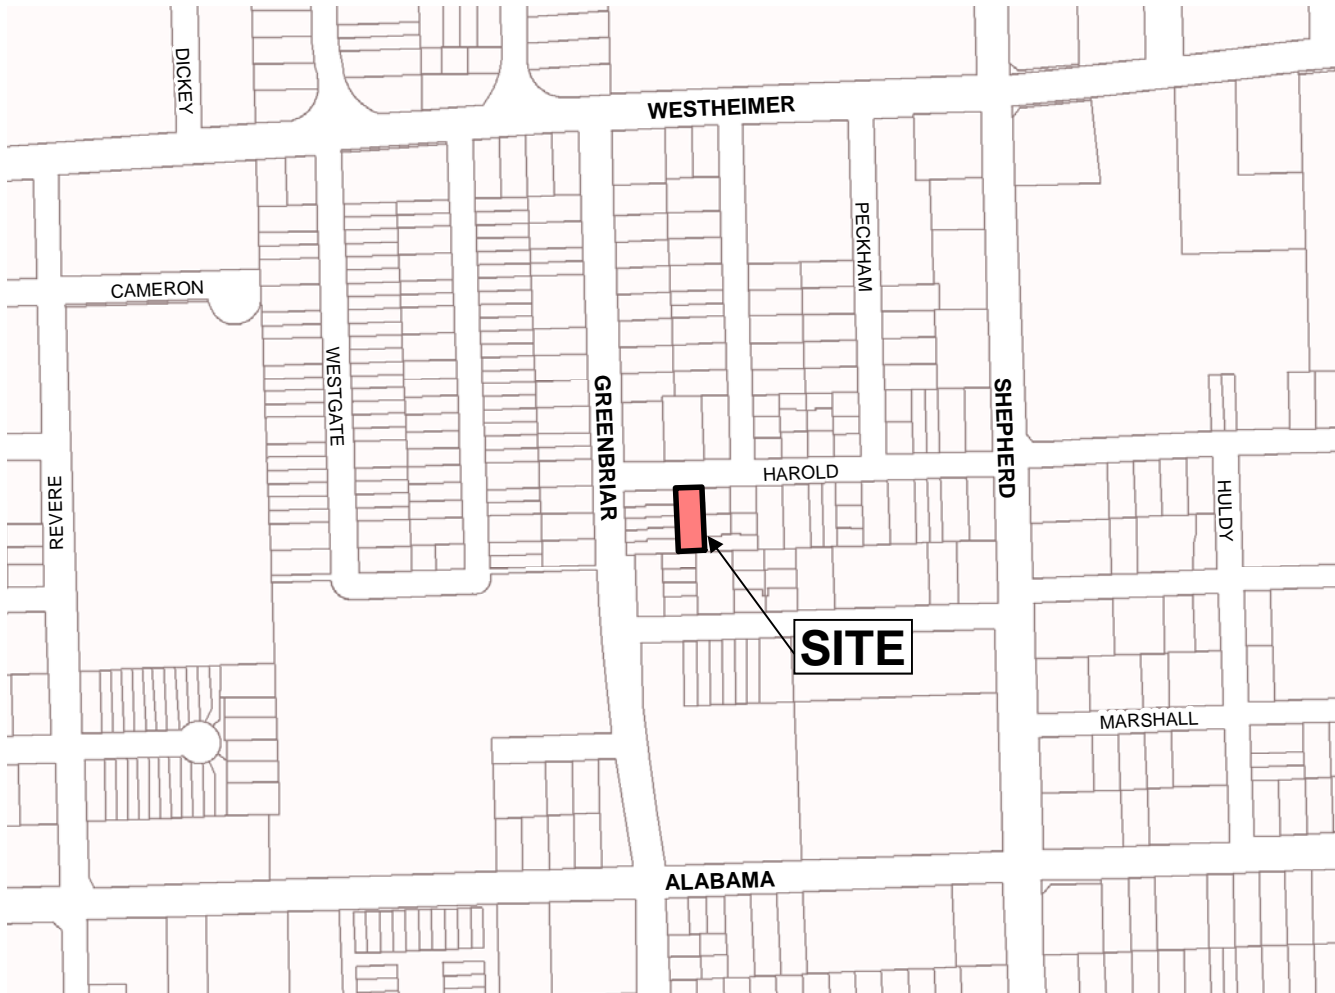 DICKEY
WESTHEIMER
PECKHAM
CAMERON
WESTGATE
GREENBRIAR
SHEPHERD
HAROLD
REVERE
HULDY
SITE
MARSHALL
ALABAMA